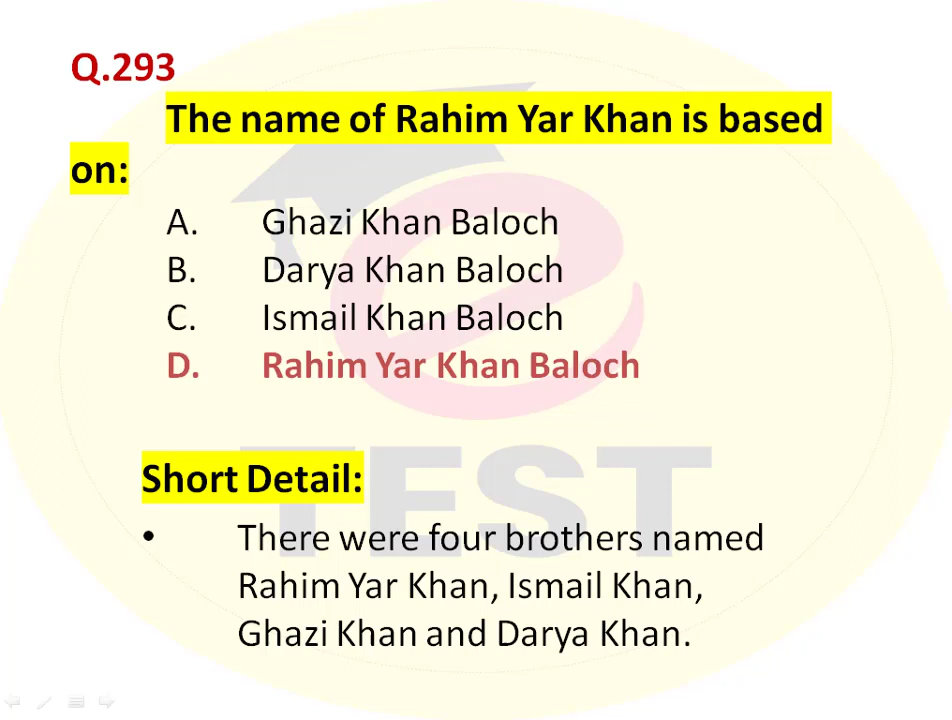 Q.293
The name of Rahim Yar Khan is based
on:
A. Ghazi Khan Baloch
B. Darya Khan Baloch
C. Ismail Khan Baloch
D. Rahim Yar Khan Baloch
Short Detail:
• There were four brothers named
Rahim Yar Khan, Ismail Khan,
Ghazi Khan and Darya Khan.
e
TEST